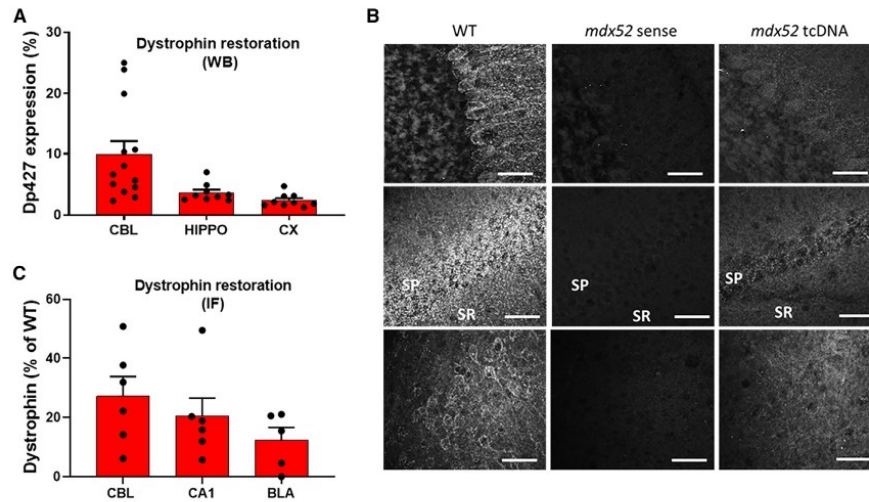 A
Dystrophin restoration
(WB)
Dp427 expression (%)
30
20
10
0
CBL
HIPPO
CX
B
WT
mdx52 sense
mdx52 tcDNA
SP
SR
SP
SR
SP
SR
C
Dystrophin restoration
(IF)
Dystrophin (% of WT)
60
40
20
0
CBL
CA1
BLA